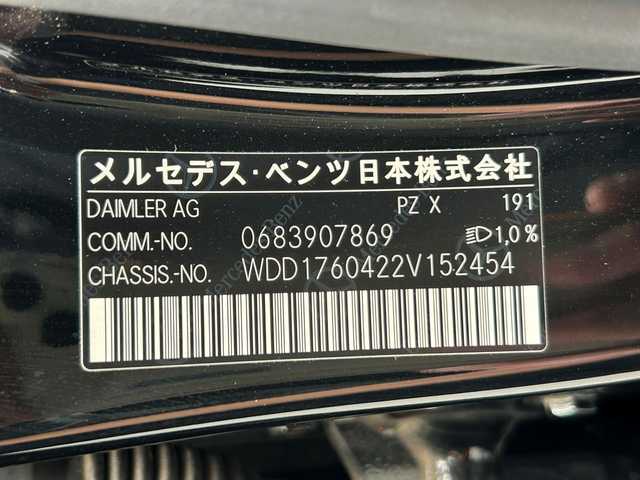 メルセデス・ベンツ日本株式会社
DAIMLER AG PZ X 191
COMM.-NO. 0683907869 1,0%
CHASSIS.-NO. WDD1760422V152454